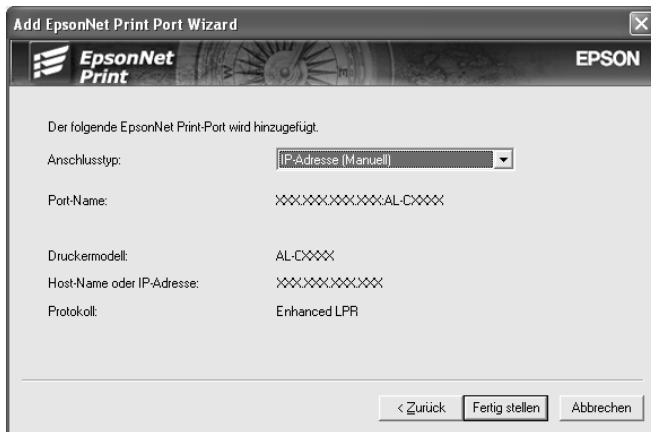 Add EpsonNet Print Port Wizard
EpsonNet
Print
EPSON
Der folgende EpsonNet Print-Port wird hinzugefügt.
Anschlusstyp: IP-Adresse (Manuell)
Port-Name: XXX.XXX.XXX.XXX:AL-CXXXX
Druckermodell: AL-CXXXX
Host-Name oder IP-Adresse: XXX.XXX.XXX.XXX
Protokoll: Enhanced LPR
< Zurück Fertig stellen Abbrechen